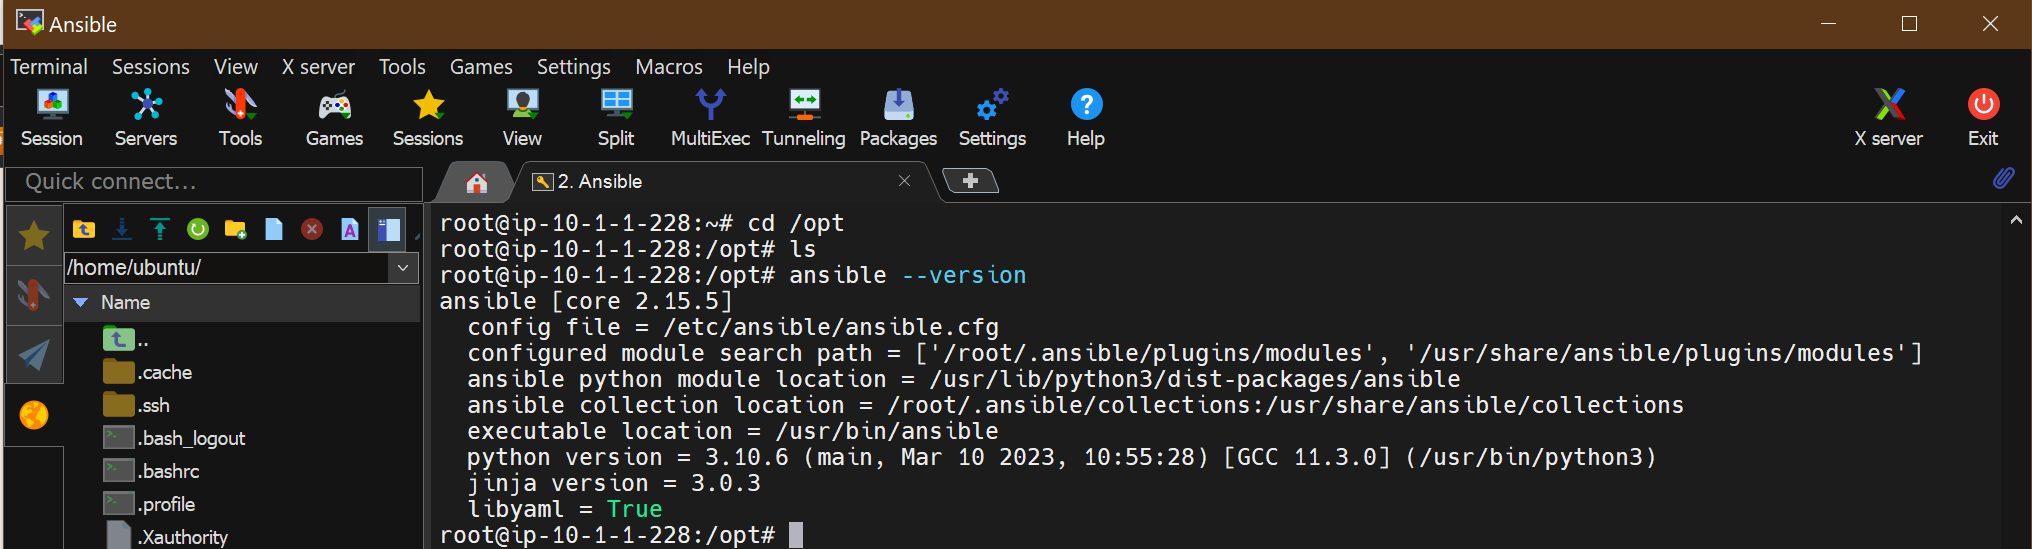 Ansible
Terminal Sessions View X server Tools Games Settings Macros Help
Session Servers Tools Games Sessions View Split MultiExec Tunneling Packages Settings Help X server Exit
Quick connect...
2. Ansible
/home/ubuntu/
Name
..
.cache
.ssh
.bash_logout
.bashrc
.profile
.Xauthority
root@ip-10-1-1-228:~# cd /opt
root@ip-10-1-1-228:/opt# ls
root@ip-10-1-1-228:/opt# ansible --version
ansible [core 2.15.5]
  config file = /etc/ansible/ansible.cfg
  configured module search path = ['/root/.ansible/plugins/modules', '/usr/share/ansible/plugins/modules']
  ansible python module location = /usr/lib/python3/dist-packages/ansible
  ansible collection location = /root/.ansible/collections:/usr/share/ansible/collections
  executable location = /usr/bin/ansible
  python version = 3.10.6 (main, Mar 10 2023, 10:55:28) [GCC 11.3.0] (/usr/bin/python3)
  jinja version = 3.0.3
  libyaml = True
root@ip-10-1-1-228:/opt#